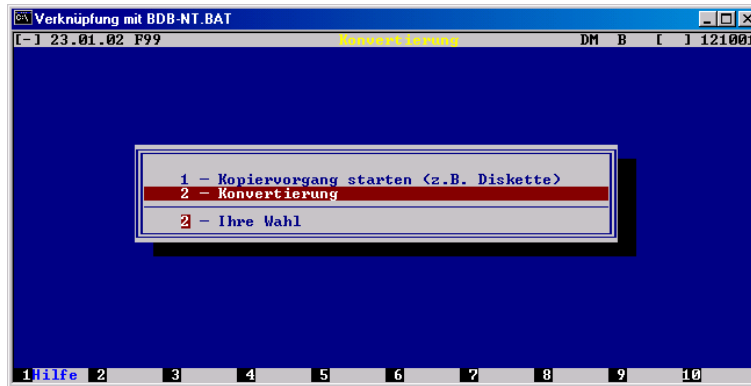 Verknüpfung mit BDB-NT.BAT
[-] 23.01.02 F99 Konvertierung DM B [ ] 121001
1 - Kopiervorgang starten (z.B. Diskette)
2 - Konvertierung
2 - Ihre Wahl
1Hilfe 2 3 4 5 6 7 8 9 10